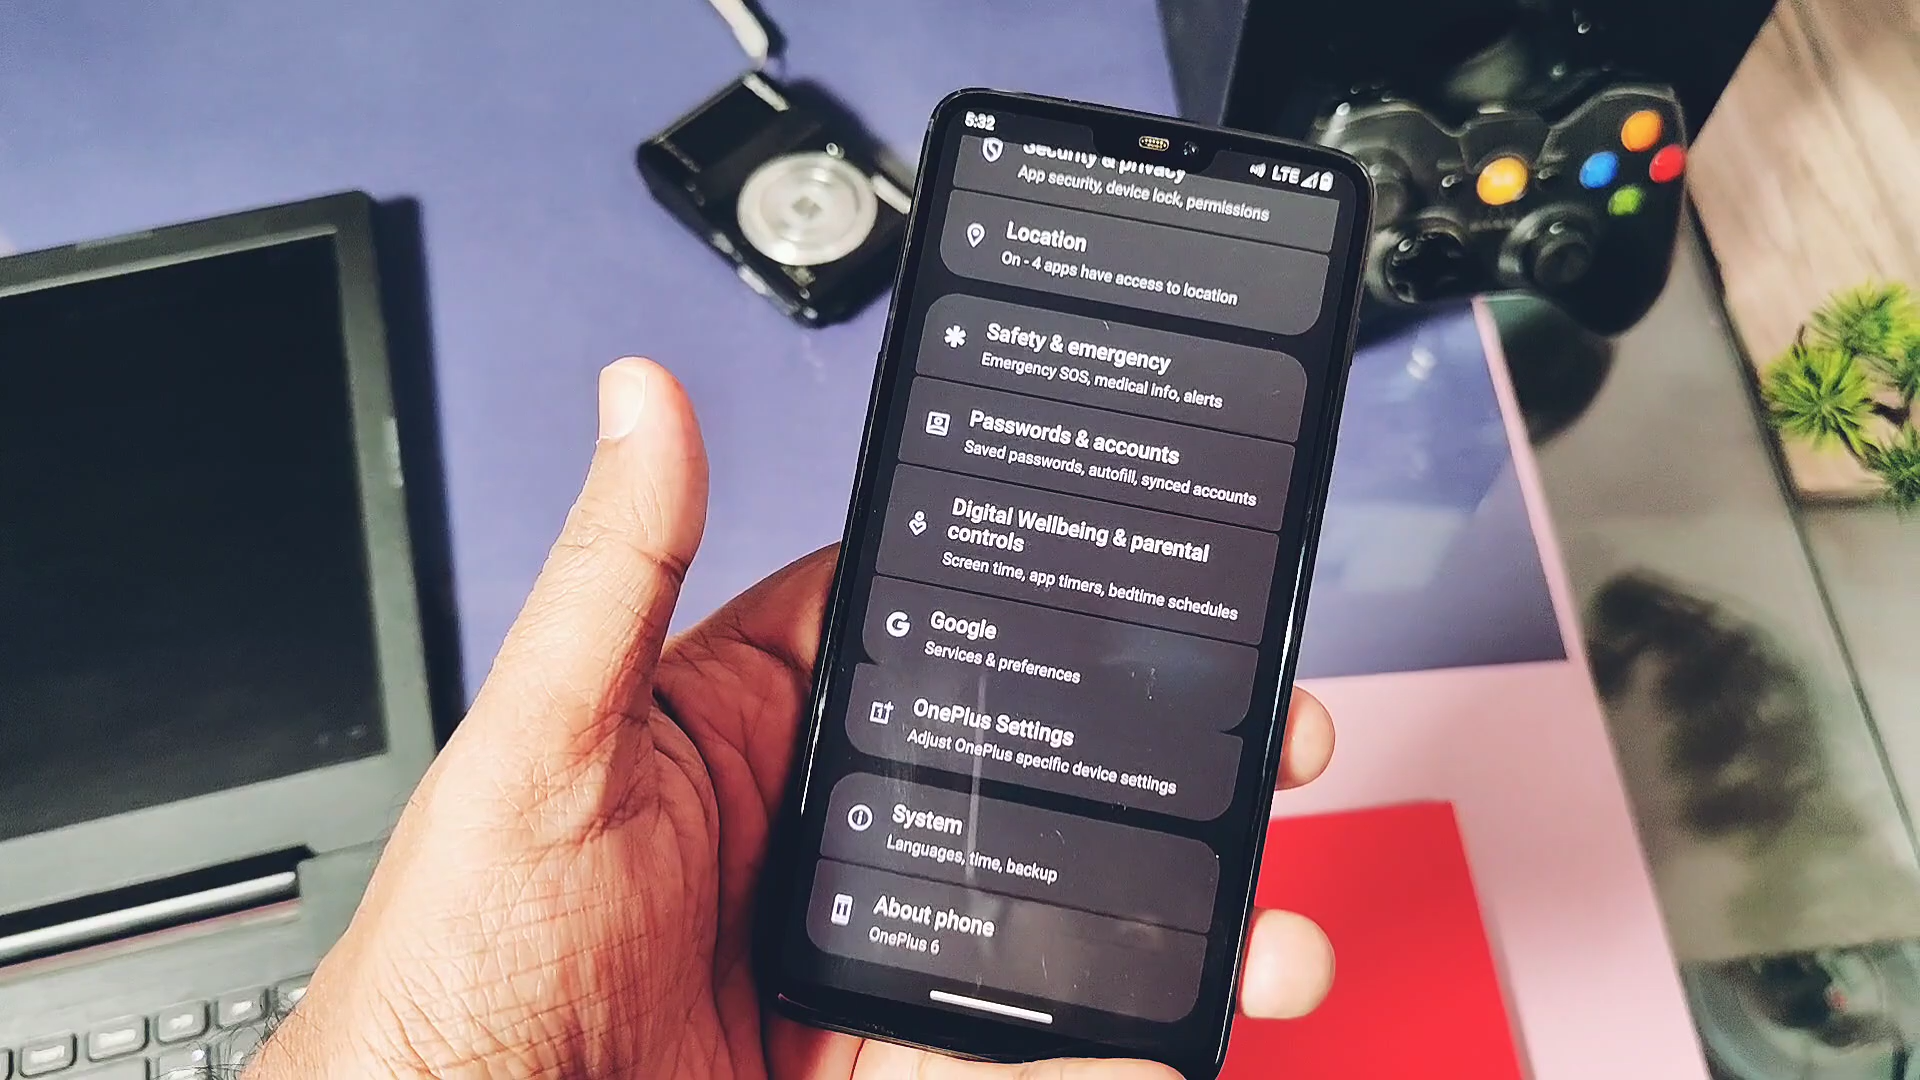 5:32
LTE
Security & privacy
App security, device lock, permissions
Location
On - 4 apps have access to location
Safety & emergency
Emergency SOS, medical info, alerts
Passwords & accounts
Saved passwords, autofill, synced accounts
Digital Wellbeing & parental
controls
Screen time, app timers, bedtime schedules
Google
Services & preferences
OnePlus Settings
Adjust OnePlus specific device settings
System
Languages, time, backup
About phone
OnePlus 6